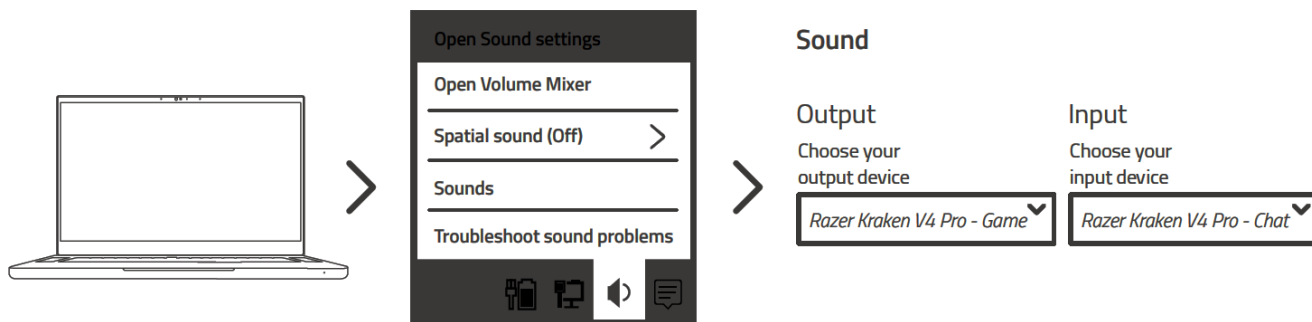 Open Sound settings
Open Volume Mixer
Spatial sound (Off)
Sounds
Troubleshoot sound problems
Sound
Output
Choose your
output device
Razer Kraken V4 Pro - Game
Input
Choose your
input device
Razer Kraken V4 Pro - Chat